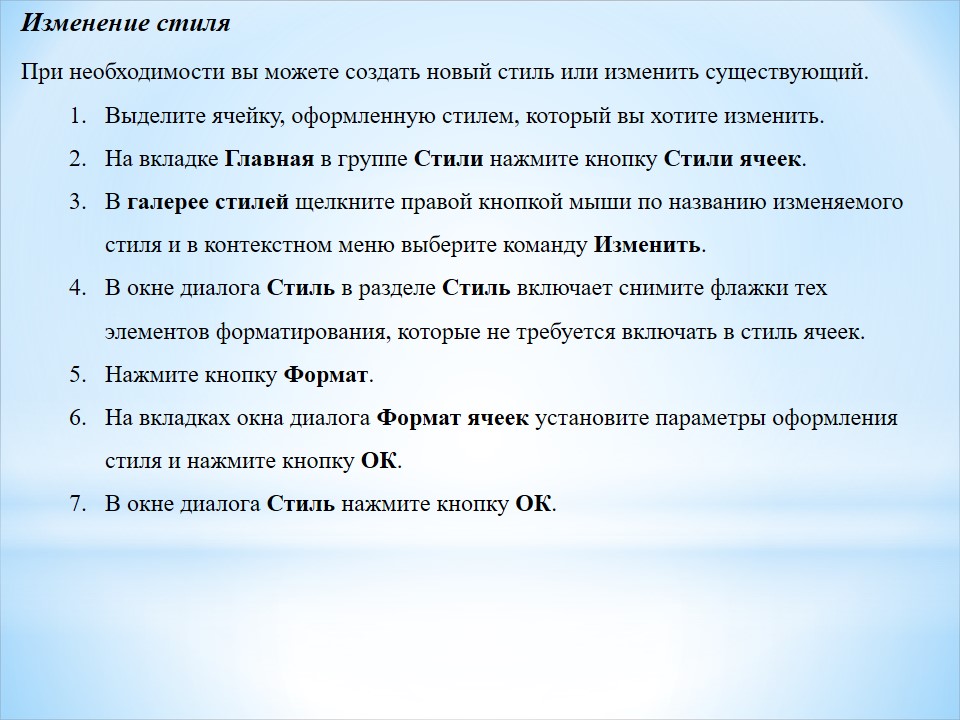 Изменение стиля
При необходимости вы можете создать новый стиль или изменить существующий.
1. Выделите ячейку, оформленную стилем, который вы хотите изменить.
2. На вкладке Главная в группе Стили нажмите кнопку Стили ячеек.
3. В галерее стилей щелкните правой кнопкой мыши по названию изменяемого
стиля и в контекстном меню выберите команду Изменить.
4. В окне диалога Стиль в разделе Стиль включает снимите флажки тех
элементов форматирования, которые не требуется включать в стиль ячеек.
5. Нажмите кнопку Формат.
6. На вкладках окна диалога Формат ячеек установите параметры оформления
стиля и нажмите кнопку ОК.
7. В окне диалога Стиль нажмите кнопку ОК.